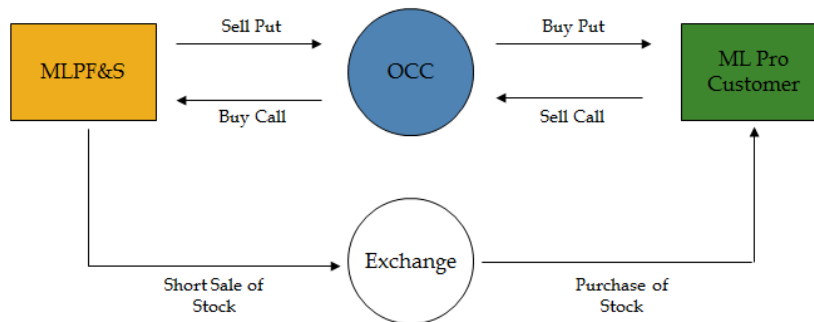 Sell Put
Buy Put
MLPF&S
OCC
ML Pro
Customer
Buy Call
Sell Call
Exchange
Short Sale of
Stock
Purchase of
Stock